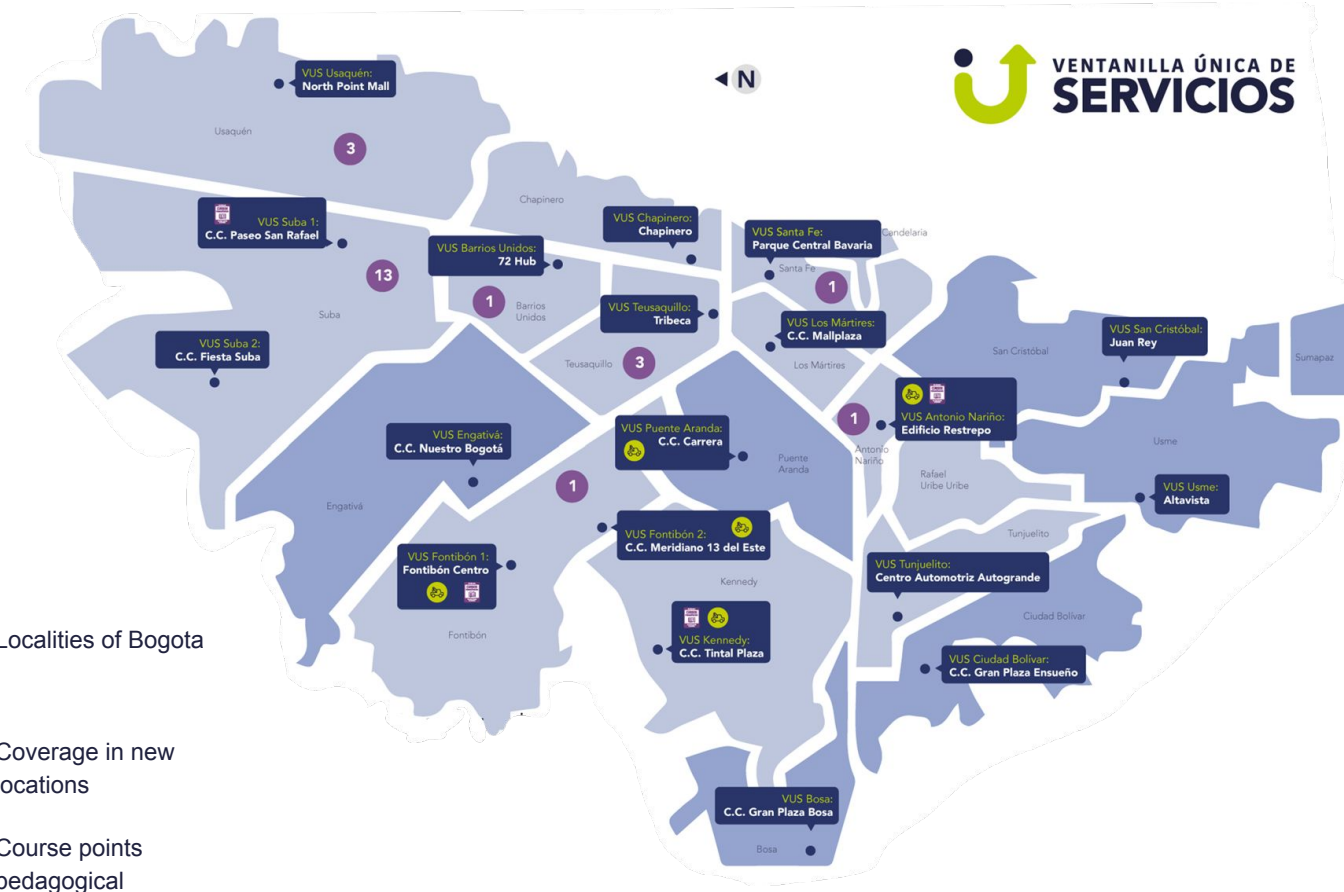 VENTANILLA ÚNICA DE
SERVICIOS
N
VUS Usaquén:
North Point Mall
Usaquén
3
Chapinero
VUS Suba 1:
C.C. Paseo San Rafael
VUS Chapinero:
Chapinero
VUS Santa Fe:
Parque Central Bavaria
Candelaria
VUS Barrios Unidos:
72 Hub
Santa Fe
13
1
1
Barrios
Unidos
Suba
VUS Teusaquillo:
Tribeca
VUS Los Mártires:
C.C. Mallplaza
VUS San Cristóbal:
Juan Rey
VUS Suba 2:
C.C. Fiesta Suba
Teusaquillo
3
Los Mártires
San Cristóbal
Sumapaz
VUS Antonio Nariño:
Edificio Restrepo
VUS Engativá:
C.C. Nuestro Bogotá
VUS Puente Aranda:
C.C. Carrera
1
Puente
Aranda
Antonio
Nariño
Usme
Rafael
Uribe Uribe
1
VUS Usme:
Altavista
Engativá
VUS Fontibón 2:
C.C. Meridiano 13 del Este
Tunjuelito
VUS Fontibón 1:
Fontibón Centro
VUS Tunjuelito:
Centro Automotriz Autogrande
Kennedy
Ciudad Bolívar
Fontibón
VUS Kennedy:
C.C. Tintal Plaza
VUS Ciudad Bolívar:
C.C. Gran Plaza Ensueño
VUS Bosa:
C.C. Gran Plaza Bosa
Bosa
Localities of Bogota
Coverage in new
locations
Course points
pedagogical